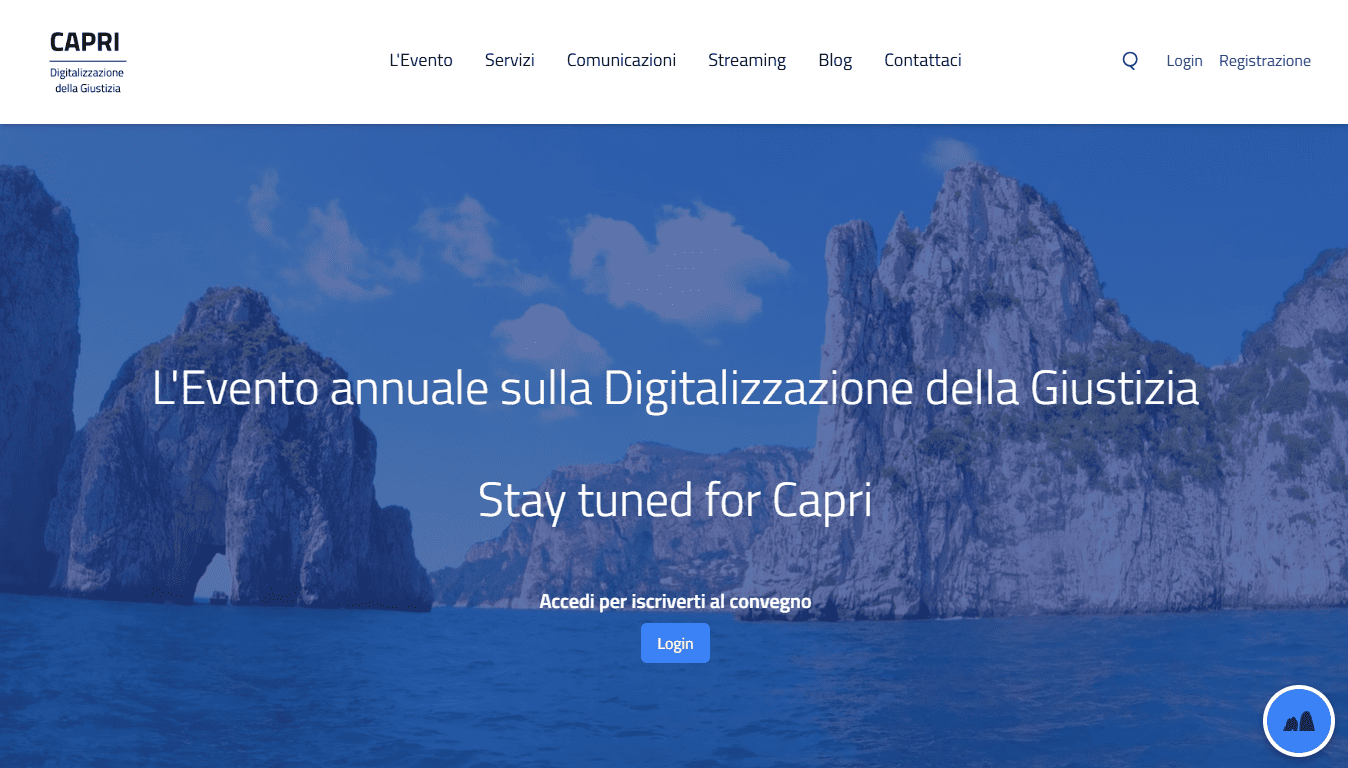 CAPRI
Digitalizzazione
della Giustizia
L'Evento Servizi Comunicazioni Streaming Blog Contattaci
Login Registrazione
L'Evento annuale sulla Digitalizzazione della Giustizia
Stay tuned for Capri
Accedi per iscriverti al convegno
Login